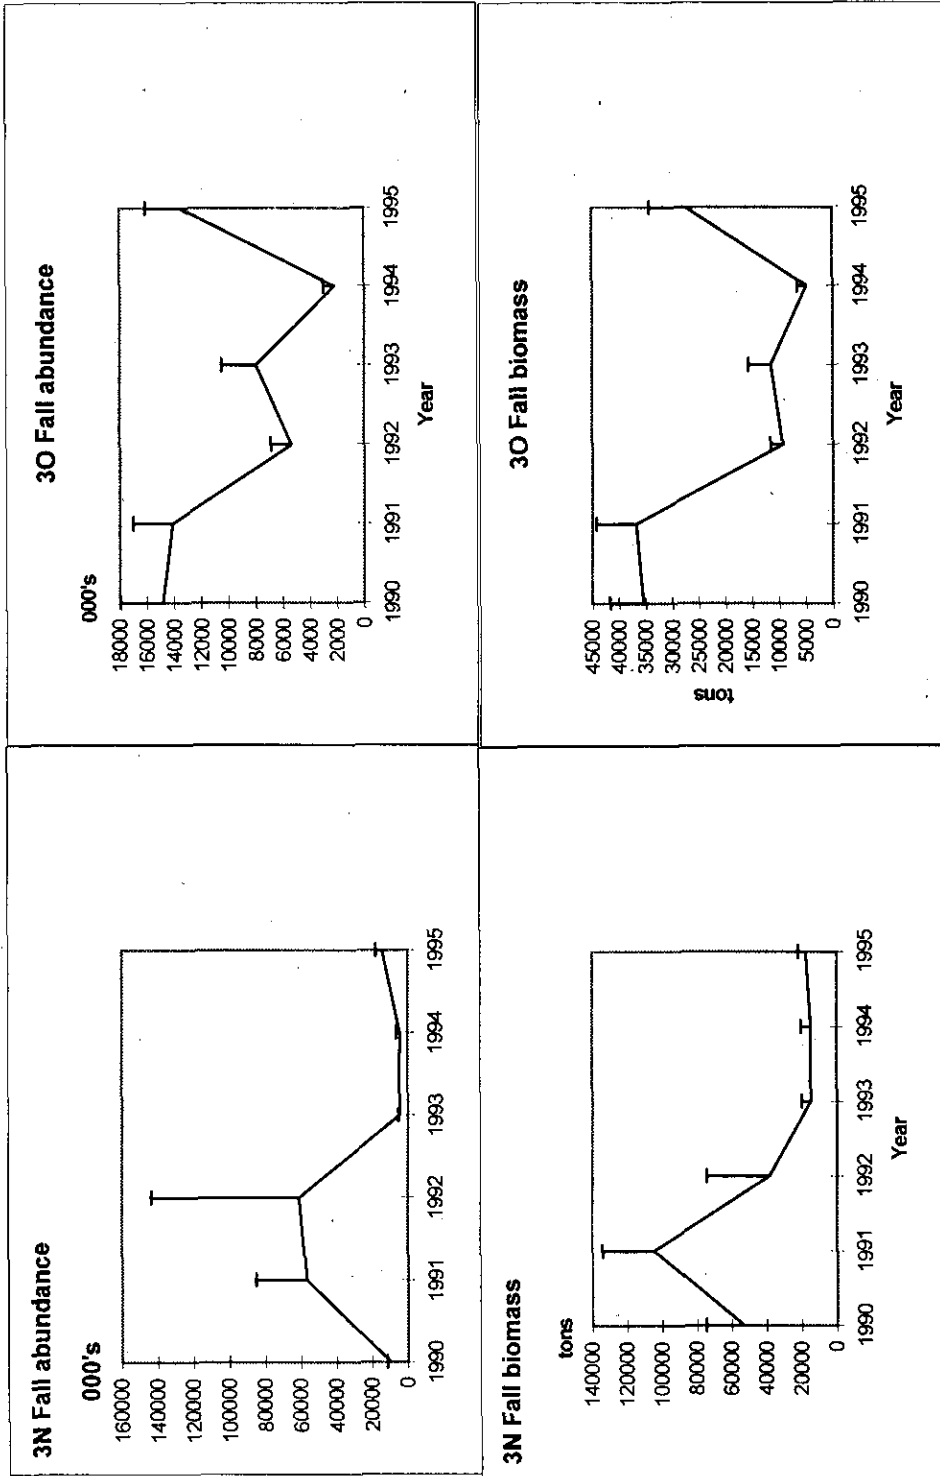 3N Fall abundance
000's
160000
140000
120000
100000
80000
60000
40000
20000
0
1990 1991 1992 1993 1994 1995
3O Fall abundance
000's
18000
16000
14000
12000
10000
8000
6000
4000
2000
0
1990 1991 1992 1993 1994 1995
Year
3N Fall biomass
tons
140000
120000
100000
80000
60000
40000
20000
0
1990 1991 1992 1993 1994 1995
Year
3O Fall biomass
tons
45000
40000
35000
30000
25000
20000
15000
10000
5000
0
1990 1991 1992 1993 1994 1995
Year